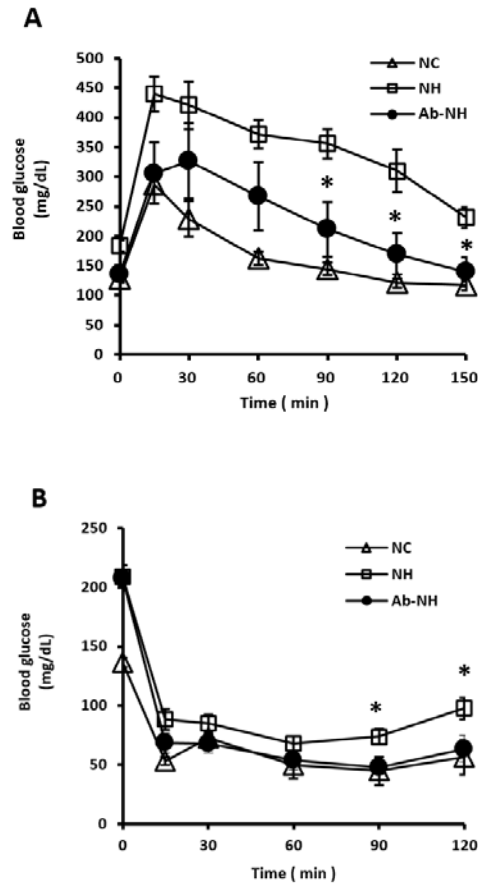 A
500
450
400
350
300
250
200
150
100
50
0
Blood glucose
(mg/dL)
NC
NH
Ab-NH
*
*
*
0
30
60
90
120
150
Time ( min )
B
250
200
150
100
50
0
Blood glucose
(mg/dL)
NC
NH
Ab-NH
*
*
0
30
60
90
120
Time ( min )